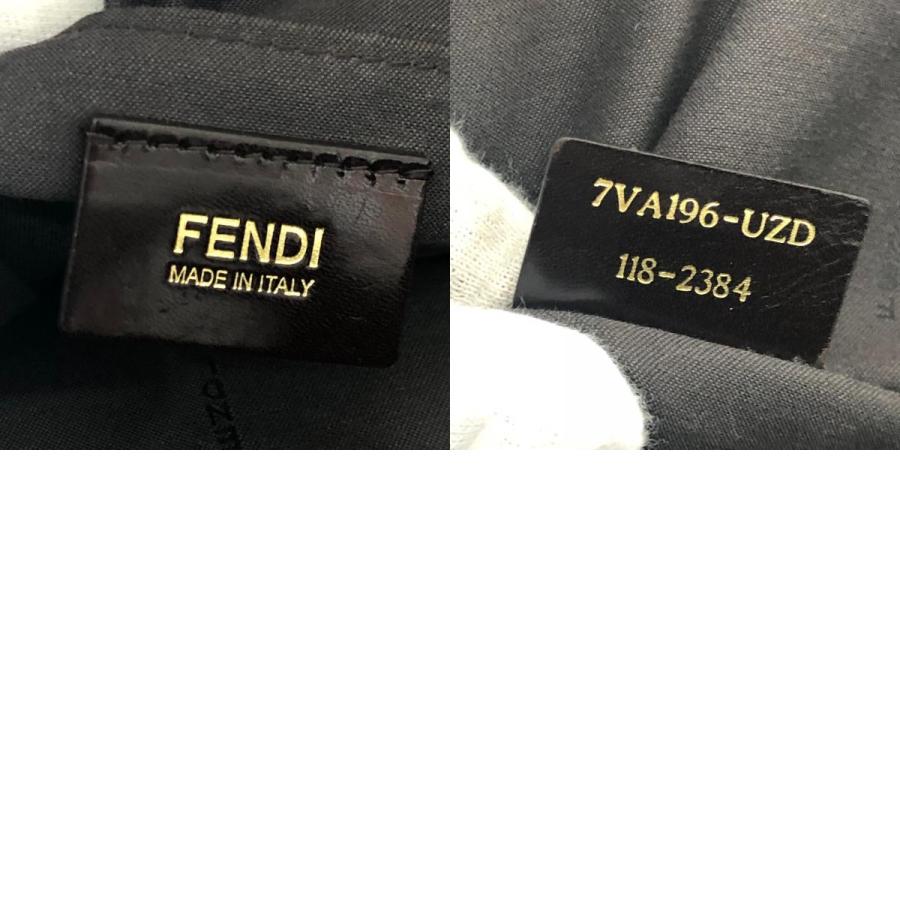 FENDI
MADE IN ITALY
7VA196-UZD
118-2384